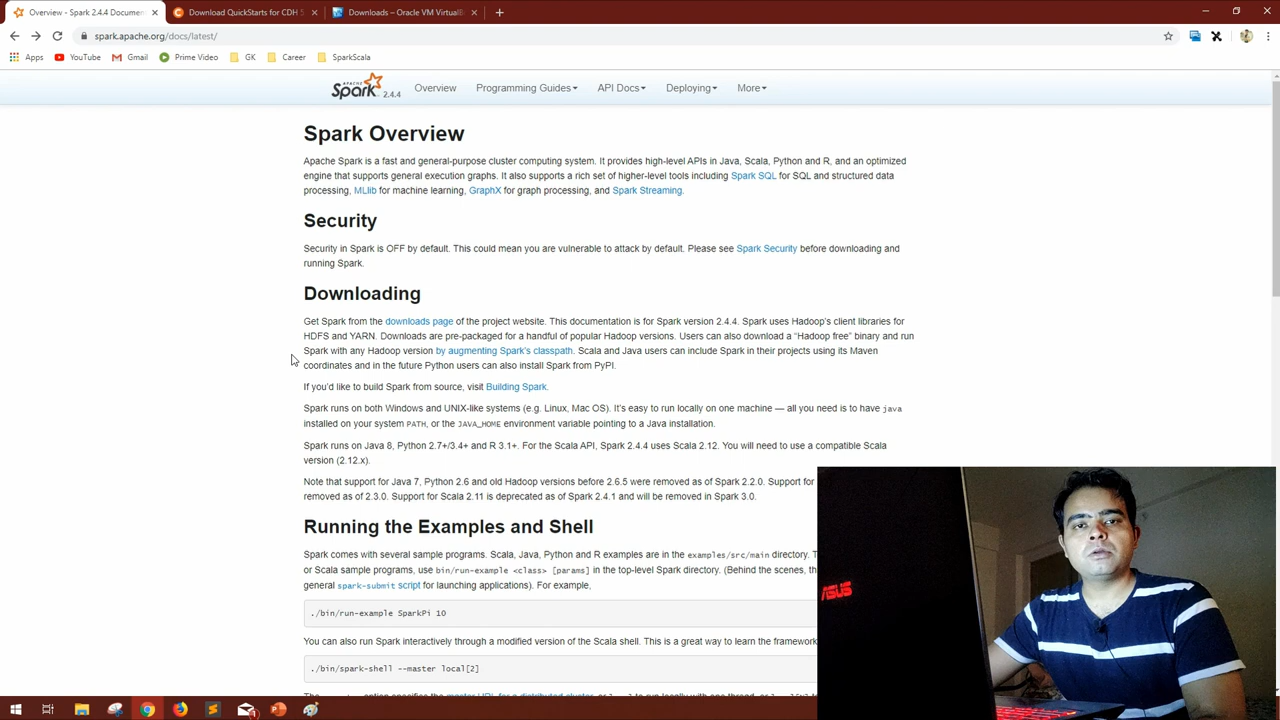 Overview - Spark 2.4.4 Documen
Download QuickStarts for CDH 5
Downloads – Oracle VM VirtualB
spark.apache.org/docs/latest/
Apps YouTube Gmail Prime Video GK Career SparkScala
APACHE Spark 2.4.4 Overview Programming Guides API Docs Deploying More
Spark Overview
Apache Spark is a fast and general-purpose cluster computing system. It provides high-level APIs in Java, Scala, Python and R, and an optimized
engine that supports general execution graphs. It also supports a rich set of higher-level tools including Spark SQL for SQL and structured data
processing, MLlib for machine learning, GraphX for graph processing, and Spark Streaming.
Security
Security in Spark is OFF by default. This could mean you are vulnerable to attack by default. Please see Spark Security before downloading and
running Spark.
Downloading
Get Spark from the downloads page of the project website. This documentation is for Spark version 2.4.4. Spark uses Hadoop's client libraries for
HDFS and YARN. Downloads are pre-packaged for a handful of popular Hadoop versions. Users can also download a “Hadoop free” binary and run
Spark with any Hadoop version by augmenting Spark's classpath. Scala and Java users can include Spark in their projects using its Maven
coordinates and in the future Python users can also install Spark from PyPI.
If you'd like to build Spark from source, visit Building Spark.
Spark runs on both Windows and UNIX-like systems (e.g. Linux, Mac OS). It's easy to run locally on one machine — all you need is to have java
installed on your system PATH, or the JAVA_HOME environment variable pointing to a Java installation.
Spark runs on Java 8, Python 2.7+/3.4+ and R 3.1+. For the Scala API, Spark 2.4.4 uses Scala 2.12. You will need to use a compatible Scala
version (2.12.x).
Note that support for Java 7, Python 2.6 and old Hadoop versions before 2.6.5 were removed as of Spark 2.2.0. Support for
removed as of 2.3.0. Support for Scala 2.11 is deprecated as of Spark 2.4.1 and will be removed in Spark 3.0.
Running the Examples and Shell
Spark comes with several sample programs. Scala, Java, Python and R examples are in the examples/src/main directory. T
or Scala sample programs, use bin/run-example <class> [params] in the top-level Spark directory. (Behind the scenes, th
general spark-submit script for launching applications). For example,
./bin/run-example SparkPi 10
You can also run Spark interactively through a modified version of the Scala shell. This is a great way to learn the framework
./bin/spark-shell --master local[2]
ASUS